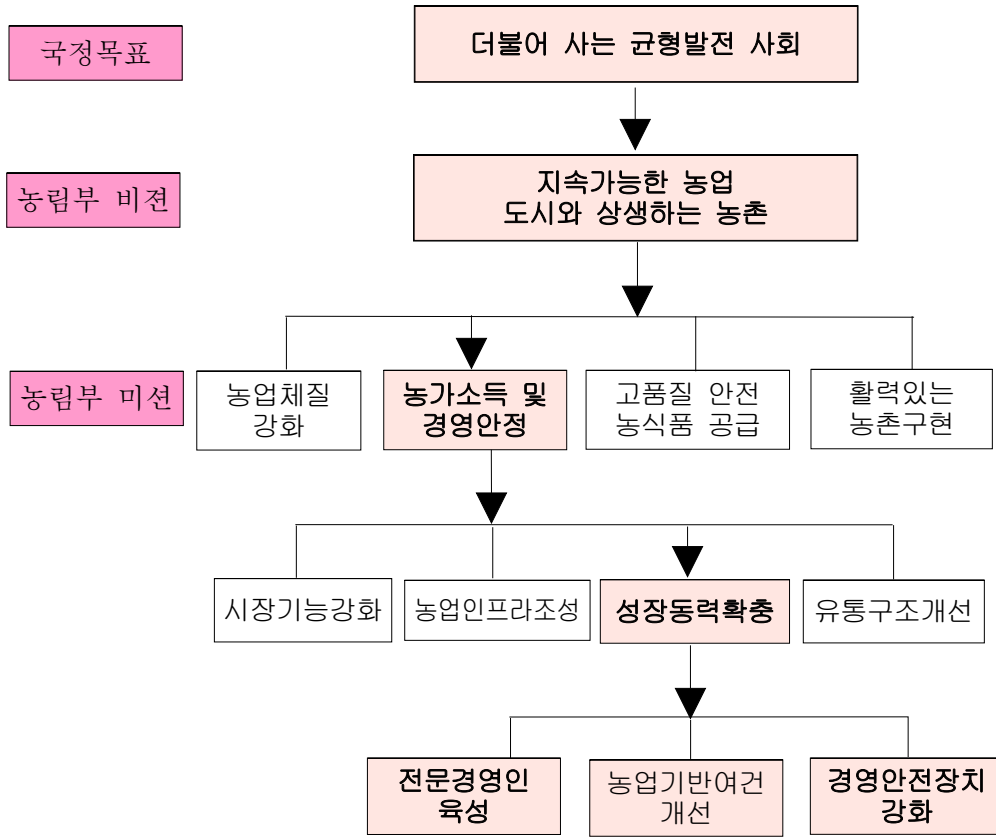 국정목표
더불어 사는 균형발전 사회
농림부 비젼
지속가능한 농업
도시와 상생하는 농촌
농림부 미션
농업체질
강화
농가소득 및
경영안정
고품질 안전
농식품 공급
활력있는
농촌구현
시장기능강화
농업인프라조성
성장동력확충
유통구조개선
전문경영인
육성
농업기반여건
개선
경영안전장치
강화